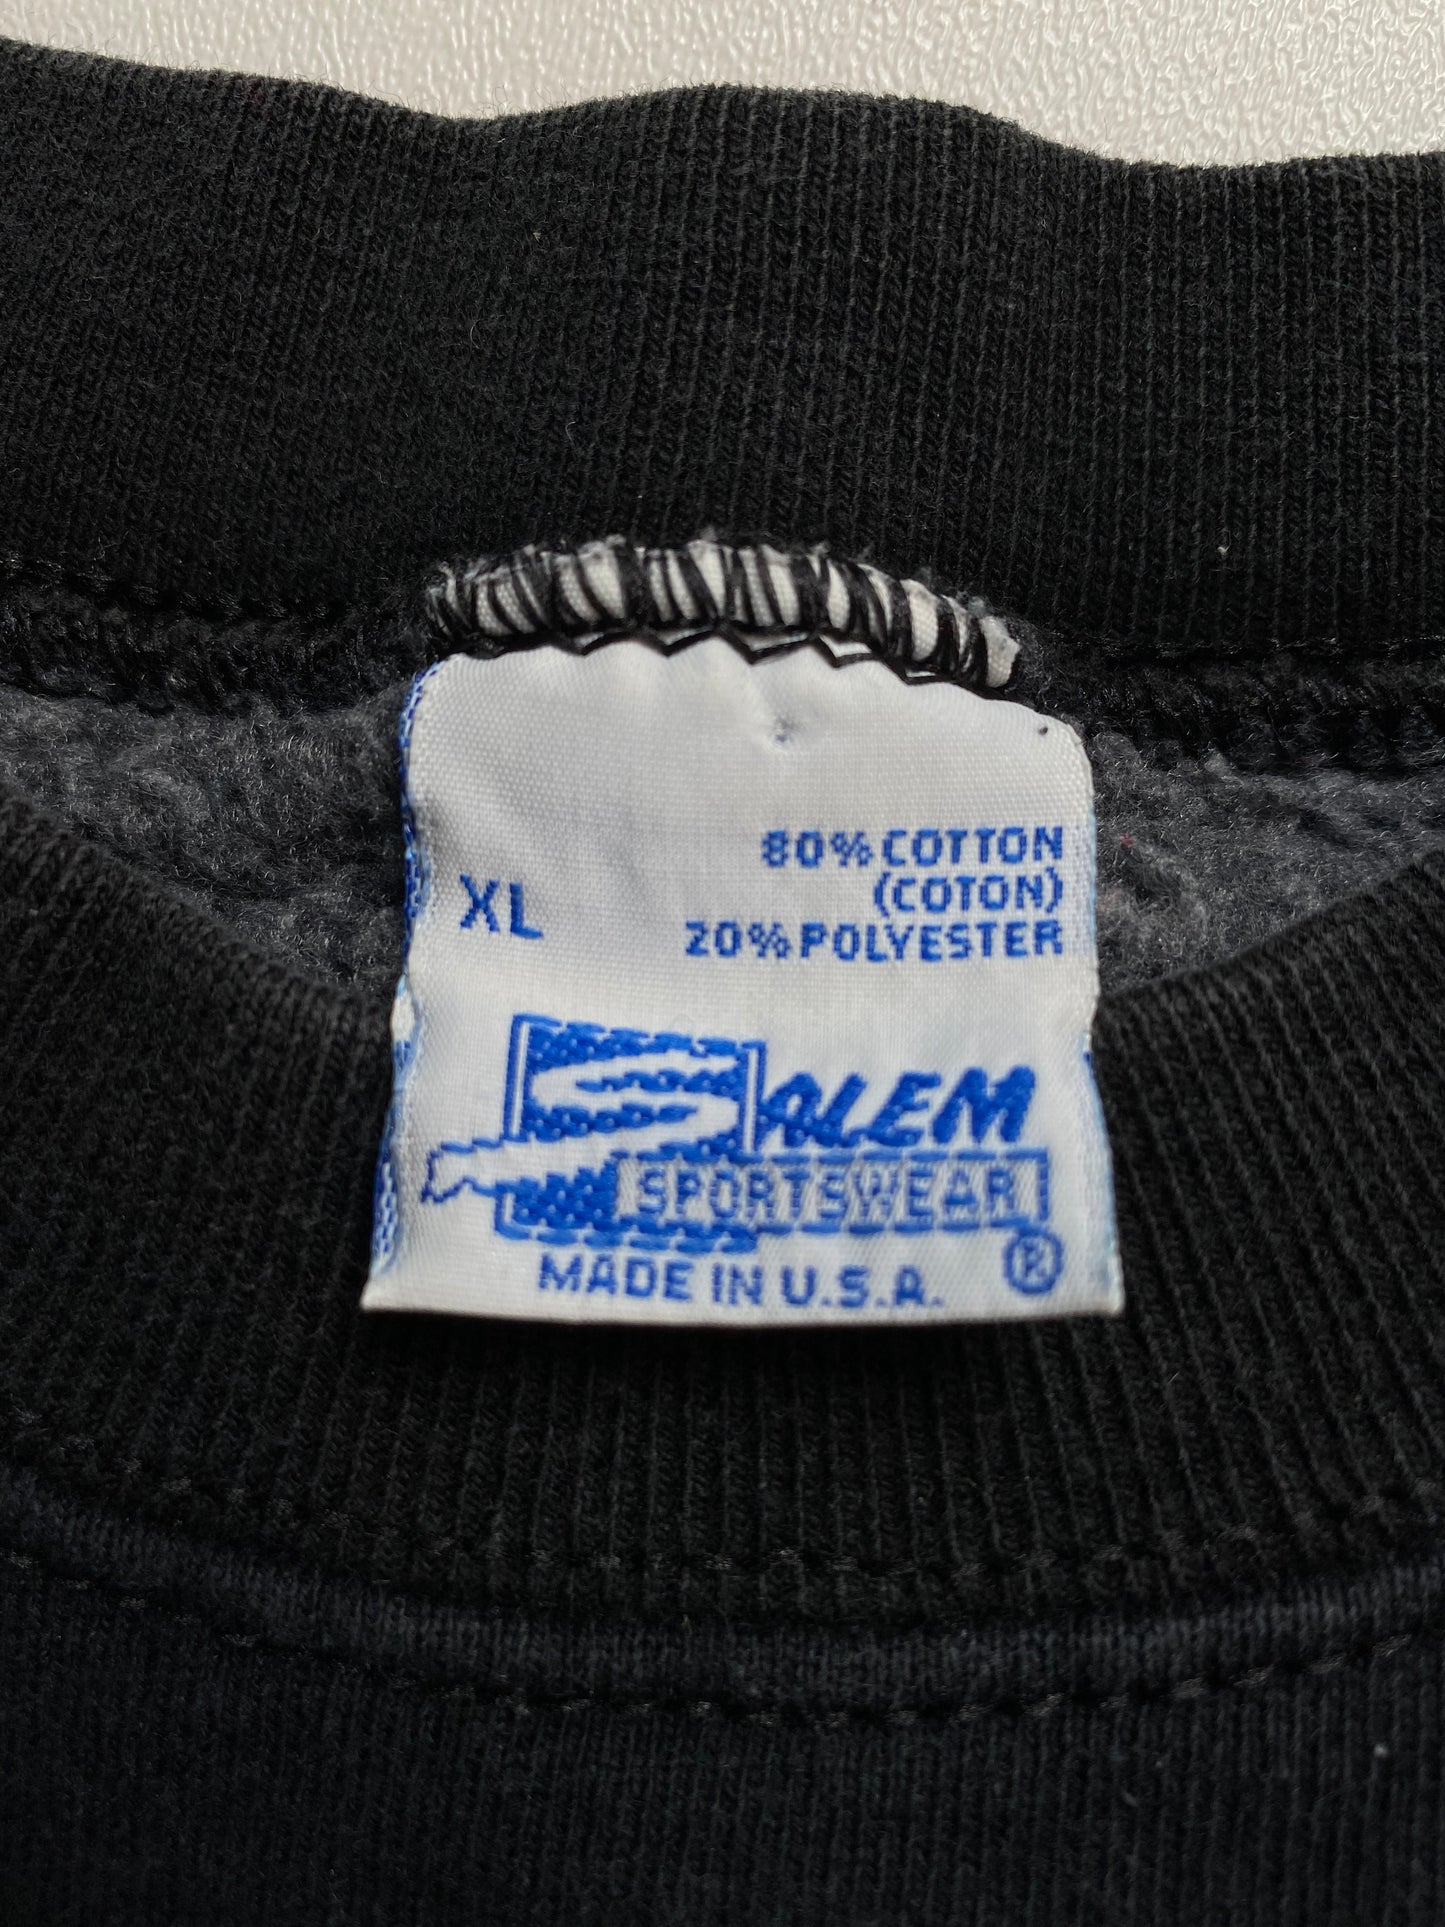 80% COTTON
(COTON)
XL 20% POLYESTER
SALEM
SPORTSWEAR
®
MADE IN U.S.A.